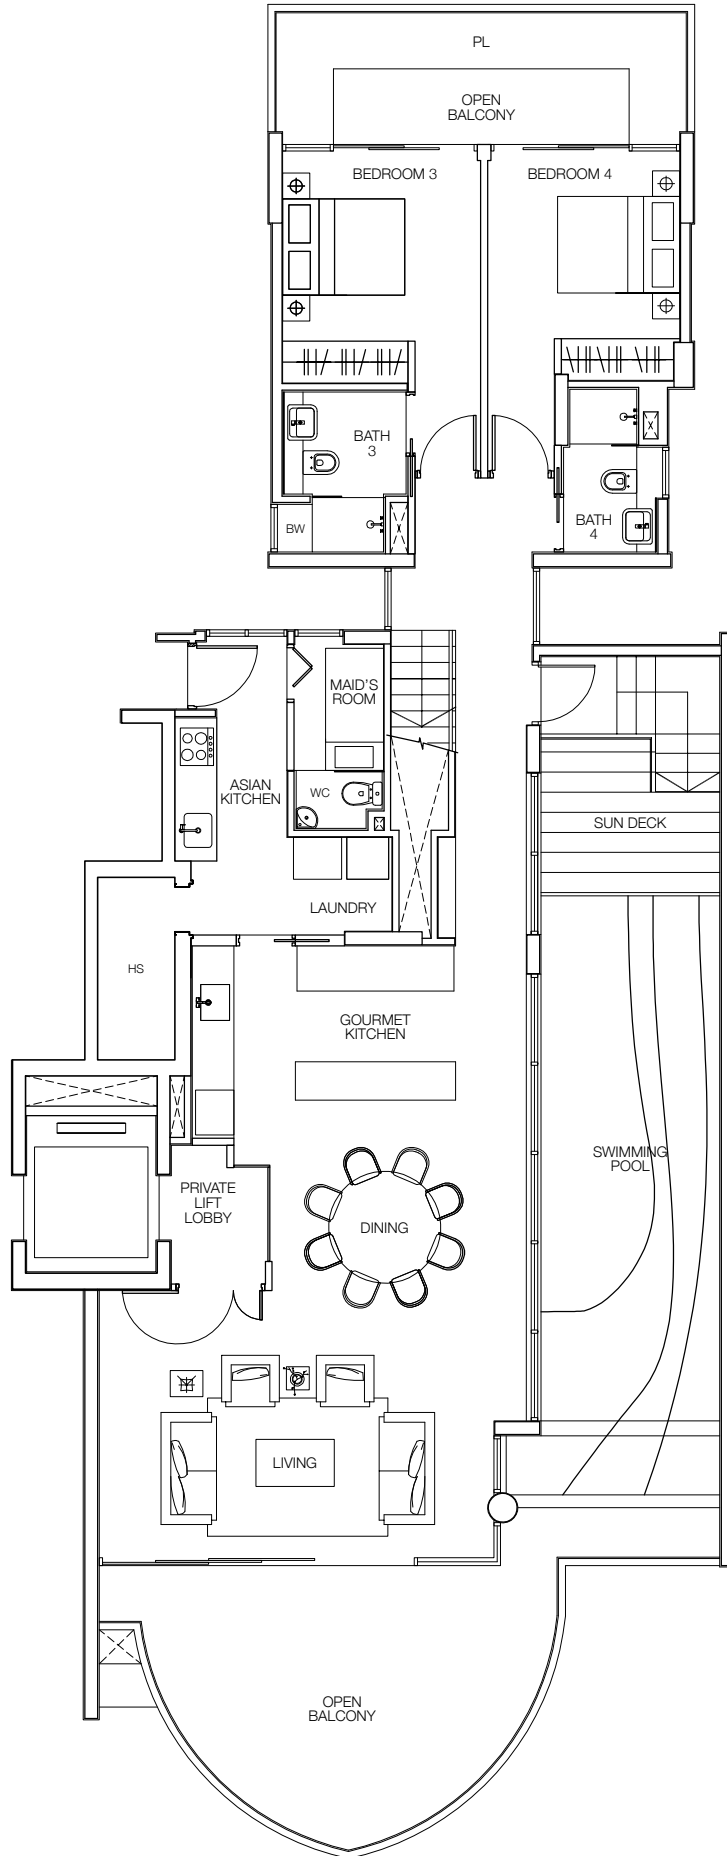 PL
OPEN
BALCONY
BEDROOM 3
BEDROOM 4
BATH
3
BW
BATH
4
MAID'S
ROOM
ASIAN
KITCHEN
WC
SUN DECK
LAUNDRY
HS
GOURMET
KITCHEN
SWIMMING
POOL
PRIVATE
LIFT
LOBBY
DINING
LIVING
OPEN
BALCONY